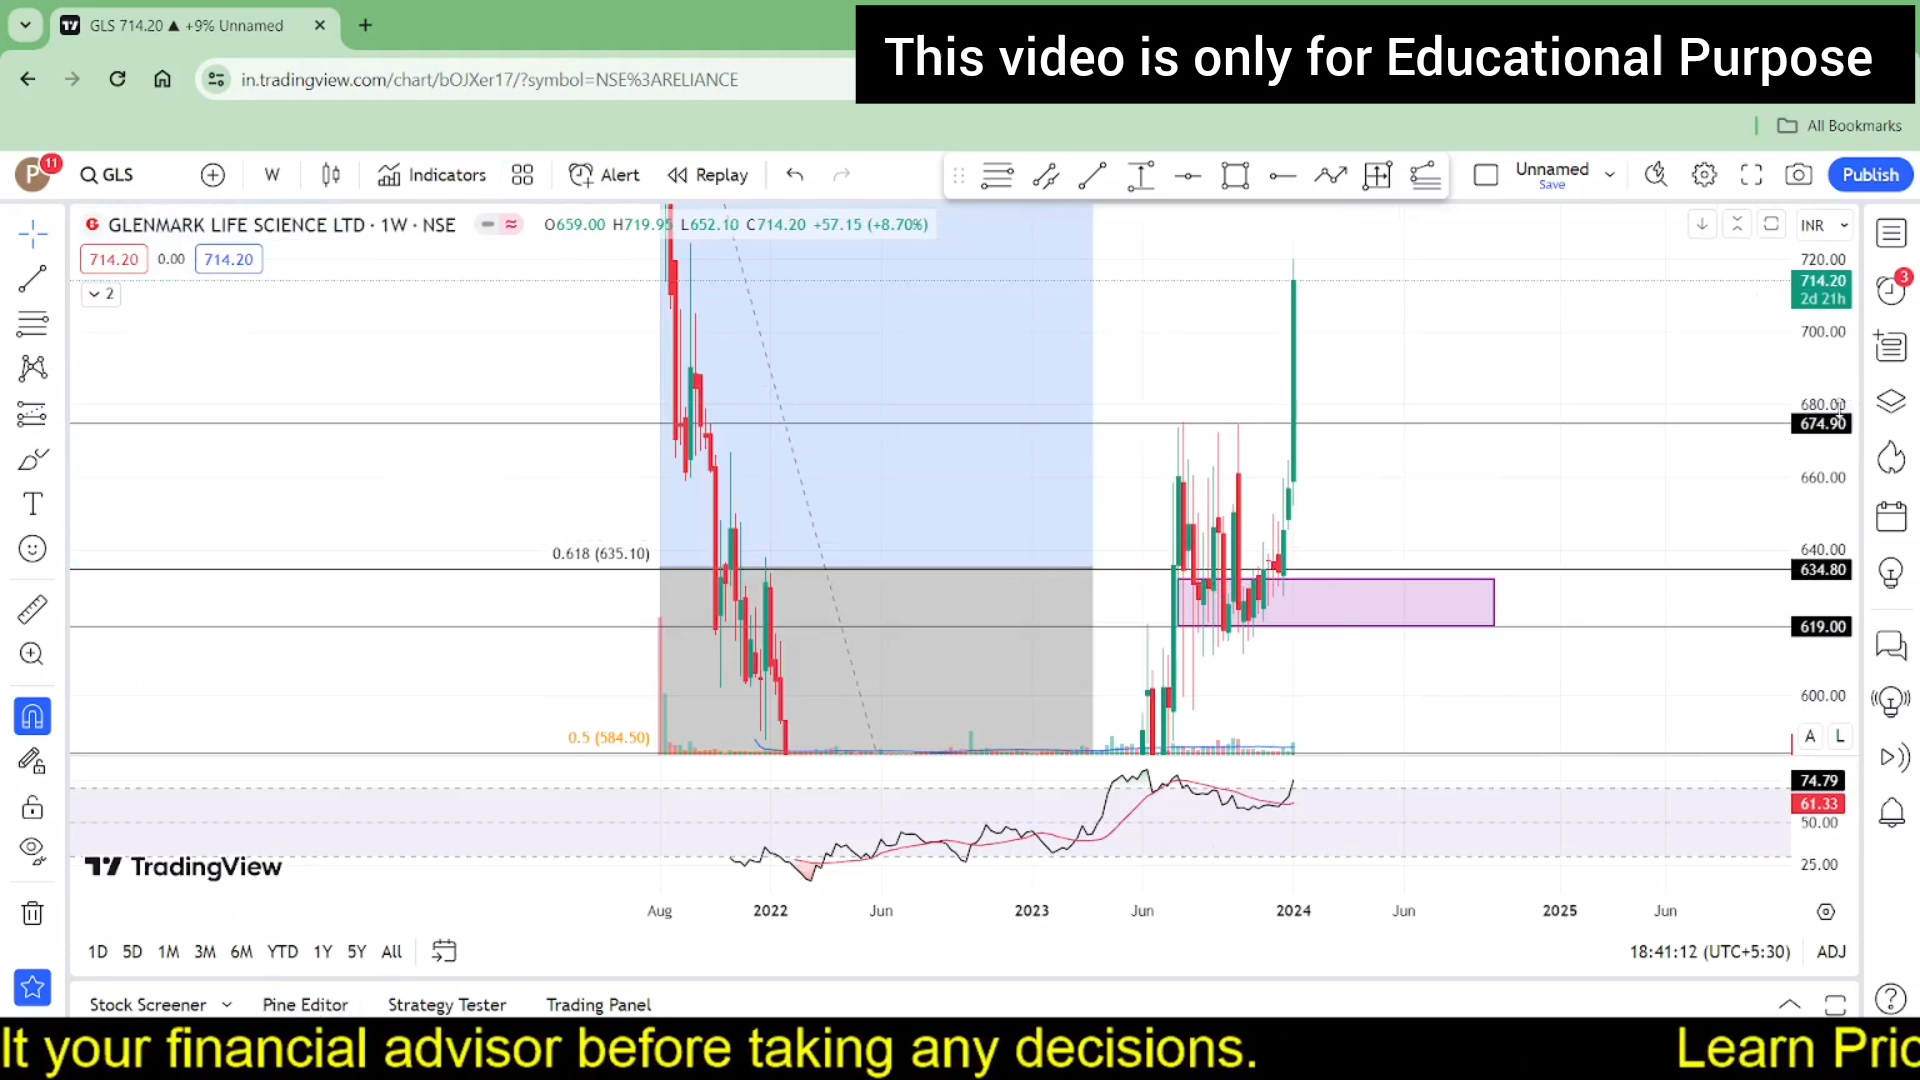 GLS 714.20 ▲ +9% Unnamed
This video is only for Educational Purpose
in.tradingview.com/chart/bOJXer17/?symbol=NSE%3ARELIANCE
All Bookmarks
P 11
GLS
W
Indicators
Alert
Replay
Unnamed
Save
Publish
GLENMARK LIFE SCIENCE LTD · 1W · NSE
O659.00 H719.95 L652.10 C714.20 +57.15 (+8.70%)
INR
714.20 0.00 714.20
2
720.00
714.20
2d 21h
3
700.00
680.00
674.90
660.00
640.00
0.618 (635.10)
634.80
619.00
600.00
0.5 (584.50)
A L
74.79
61.33
50.00
25.00
TradingView
Aug 2022 Jun 2023 Jun 2024 Jun 2025 Jun
1D 5D 1M 3M 6M YTD 1Y 5Y All
18:41:12 (UTC+5:30) ADJ
Stock Screener Pine Editor Strategy Tester Trading Panel
lt your financial advisor before taking any decisions. Learn Pric